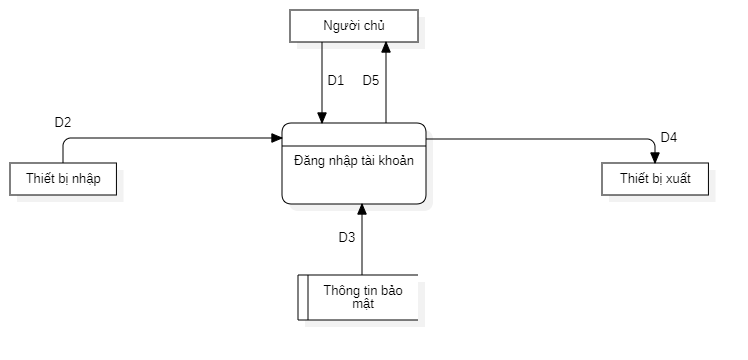 Người chủ
D1
D5
D2
D4
Đăng nhập tài khoản
Thiết bị nhập
Thiết bị xuất
D3
Thông tin bảo
mật